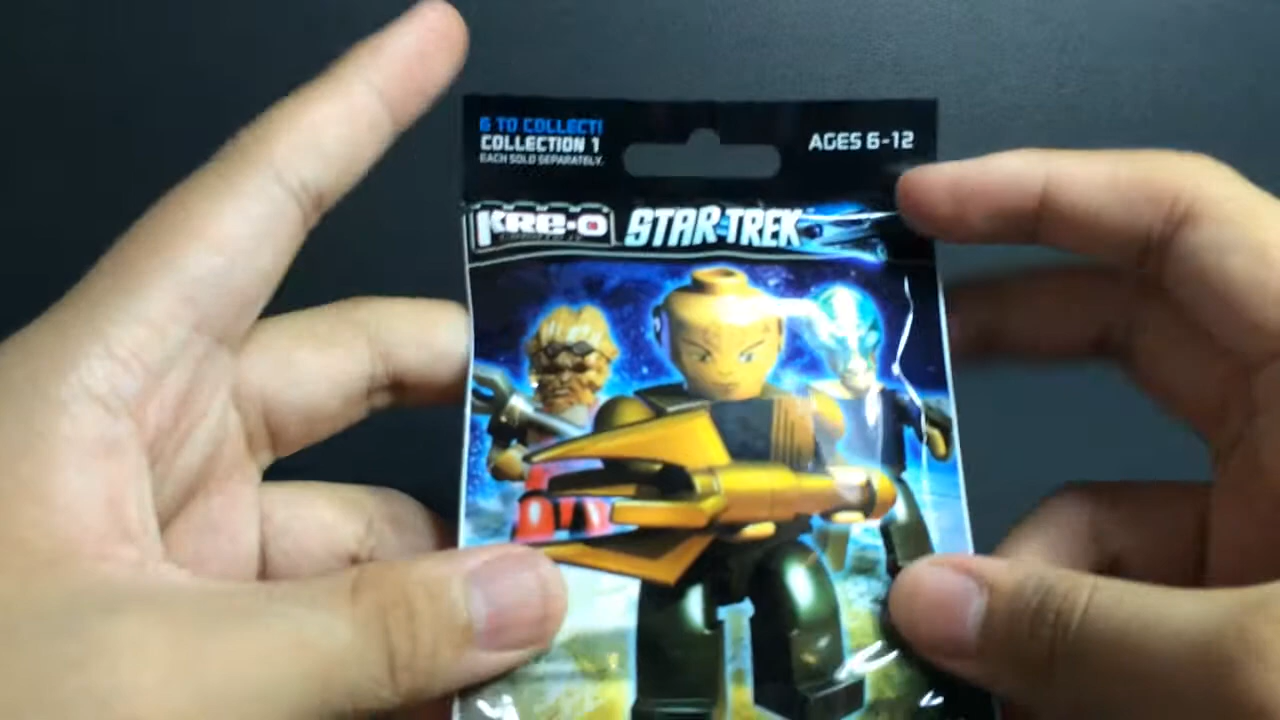 6 TO COLLECT!
COLLECTION 1
EACH SOLD SEPARATELY.
AGES 6-12
KRE-O STAR TREK